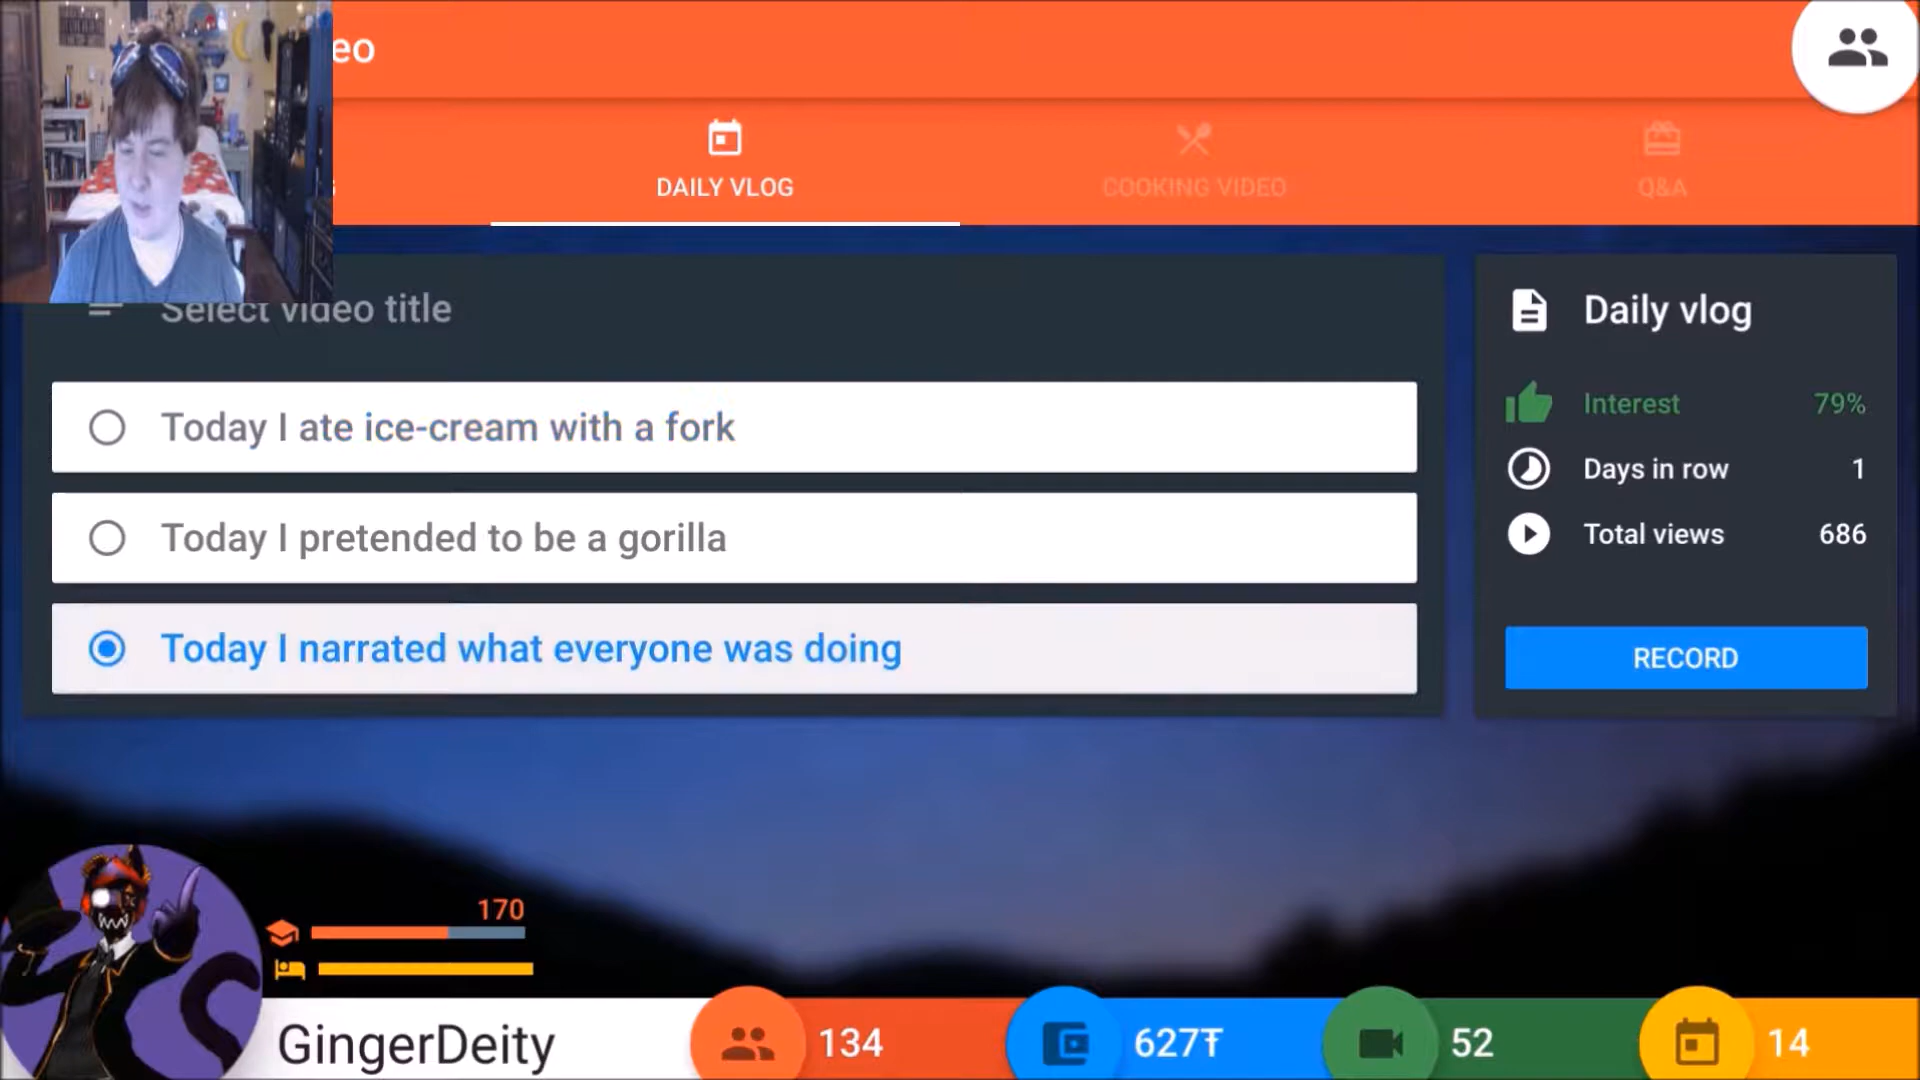 eo
DAILY VLOG
COOKING VIDEO
Q&A
Select video title
Today I ate ice-cream with a fork
Today I pretended to be a gorilla
Today I narrated what everyone was doing
Daily vlog
Interest 79%
Days in row 1
Total views 686
RECORD
170
GingerDeity
134
627Ŧ
52
14